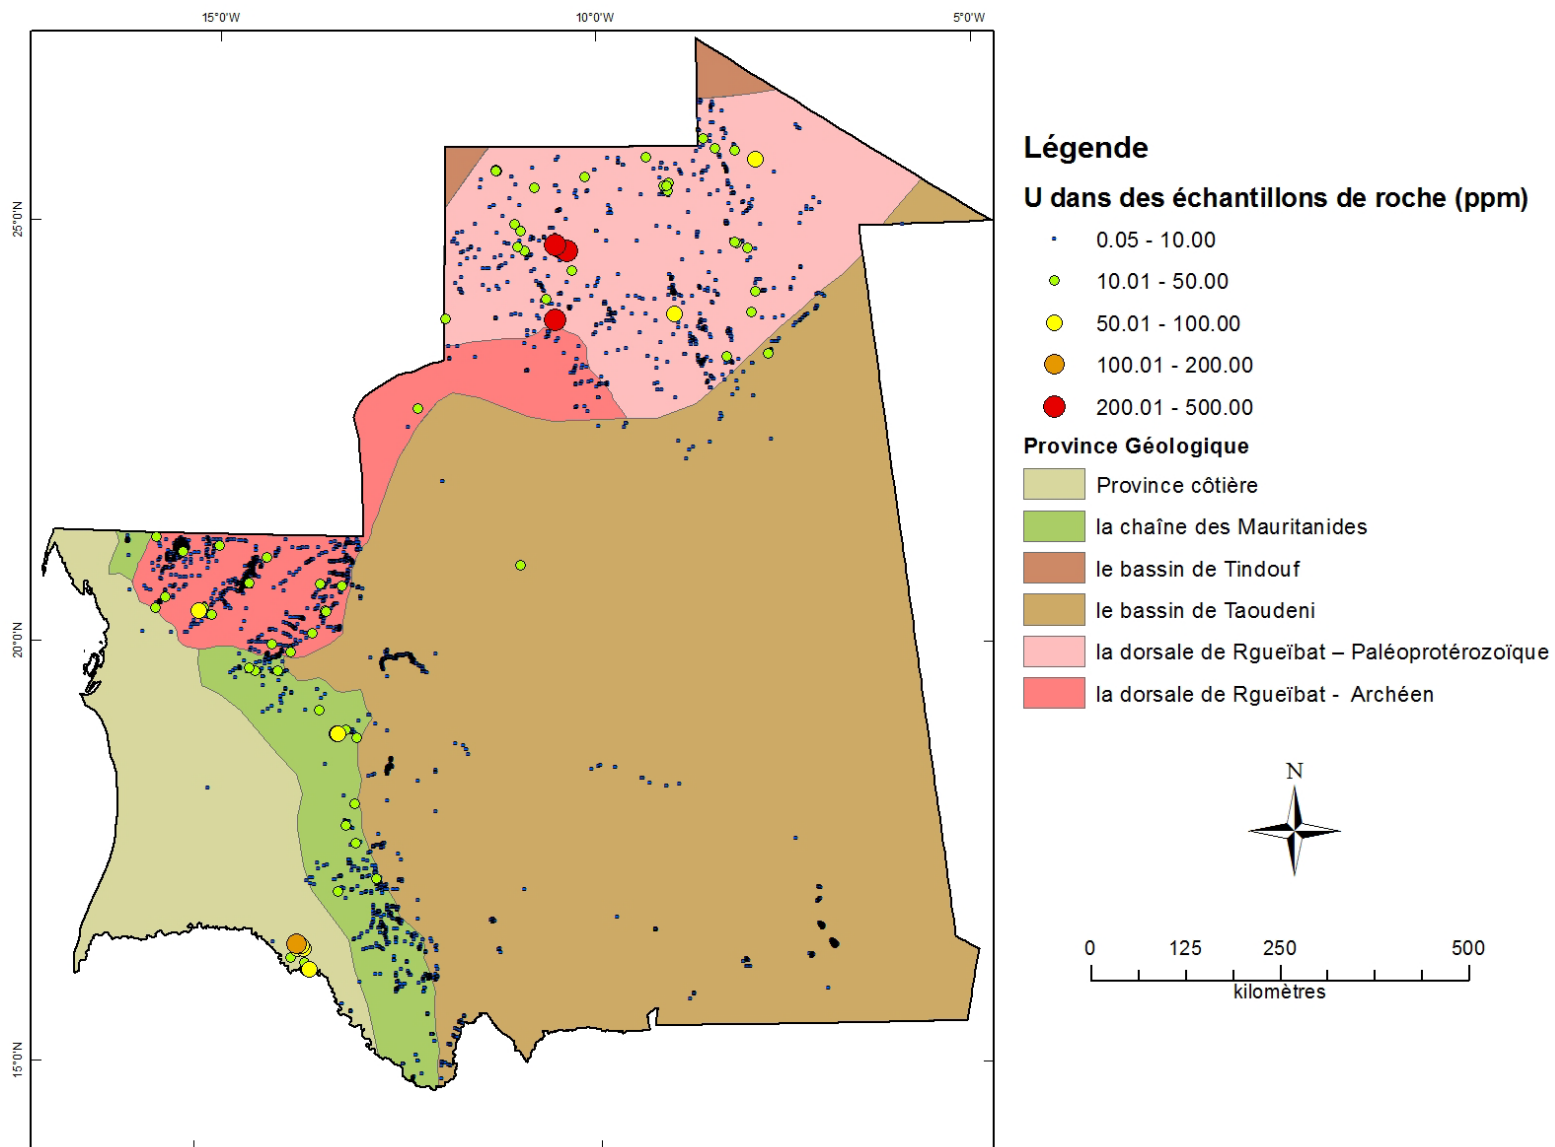 15°0'W 10°0'W 5°0'W
25°0'N
20°0'N
15°0'N
Légende
U dans des échantillons de roche (ppm)
0.05 - 10.00
10.01 - 50.00
50.01 - 100.00
100.01 - 200.00
200.01 - 500.00
Province Géologique
Province côtière
la chaîne des Mauritanides
le bassin de Tindouf
le bassin de Taoudeni
la dorsale de Rgueïbat – Paléoprotérozoïque
la dorsale de Rgueïbat - Archéen
N
0 125 250 500
kilomètres